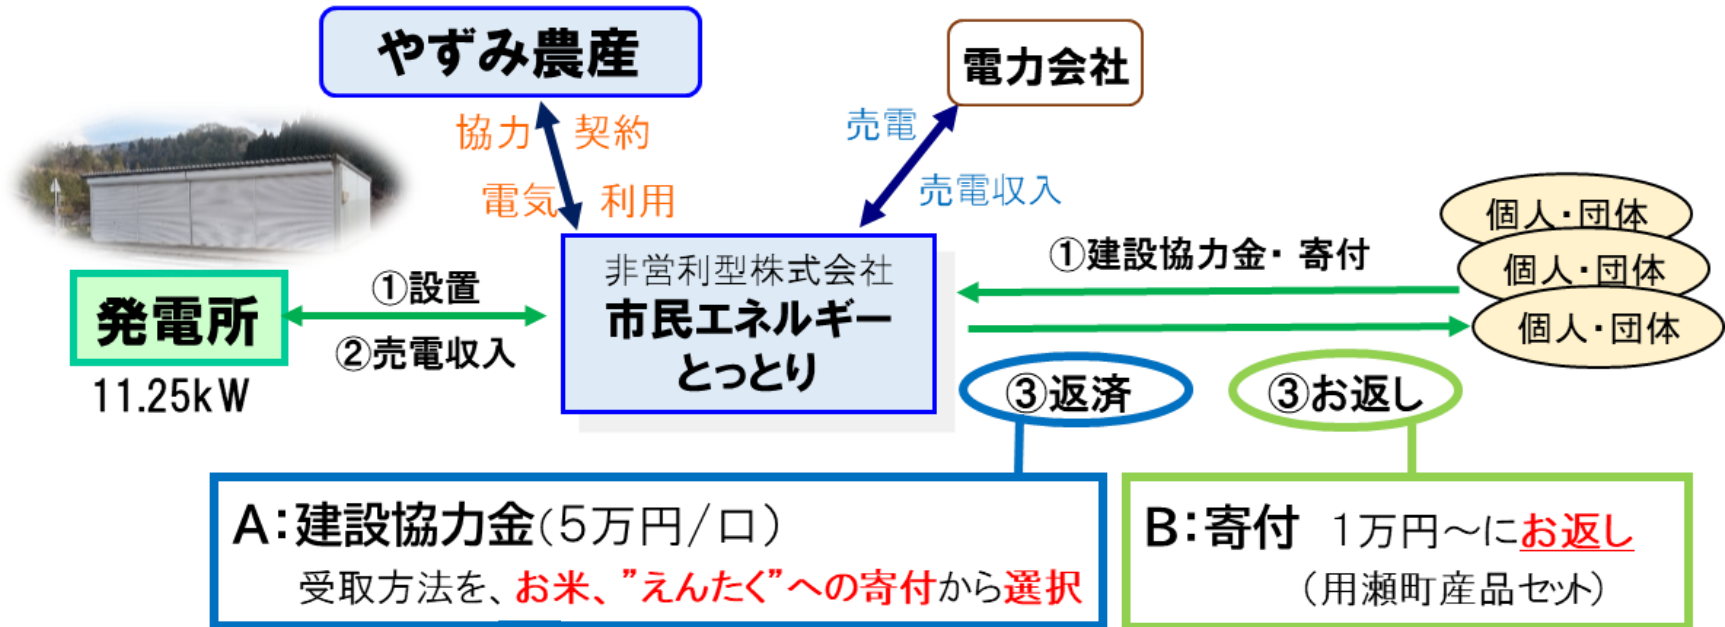 やずみ農産
電力会社
協力 契約
売電
電気 利用
売電収入
個人・団体
個人・団体
個人・団体
①建設協力金・寄付
非営利型株式会社
市民エネルギー
とっとり
①設置
発電所
②売電収入
11.25kW
③返済
③お返し
A:建設協力金(5万円/口)
受取方法を、お米、”えんたく”への寄付から選択
B:寄付 1万円~にお返し
(用瀬町産品セット)